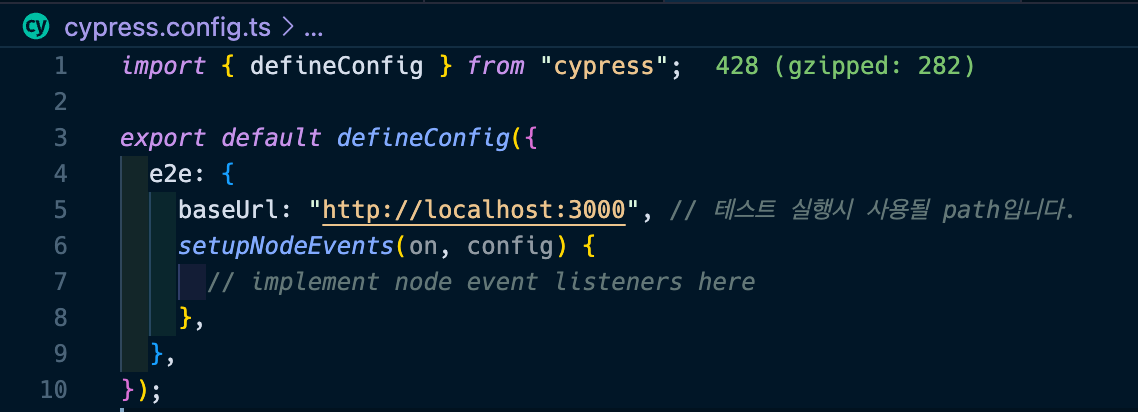 cypress.config.ts > ...
1 import { defineConfig } from "cypress"; 428 (gzipped: 282)
2
3 export default defineConfig({
4 e2e: {
5 baseUrl: "http://localhost:3000", // 테스트 실행시 사용될 path입니다.
6 setupNodeEvents(on, config) {
7 // implement node event listeners here
8 },
9 },
10 });